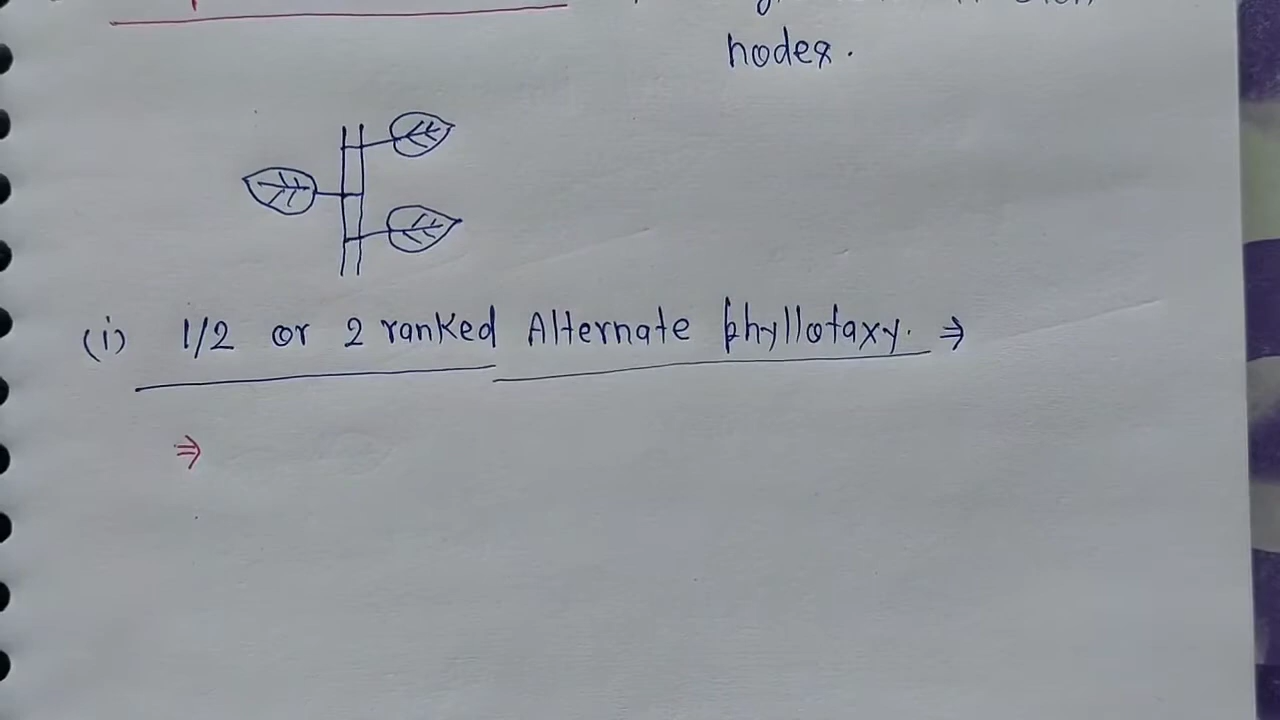 nodes.
(i) 1/2 or 2 ranked Alternate phyllotaxy. ⇒
⇒